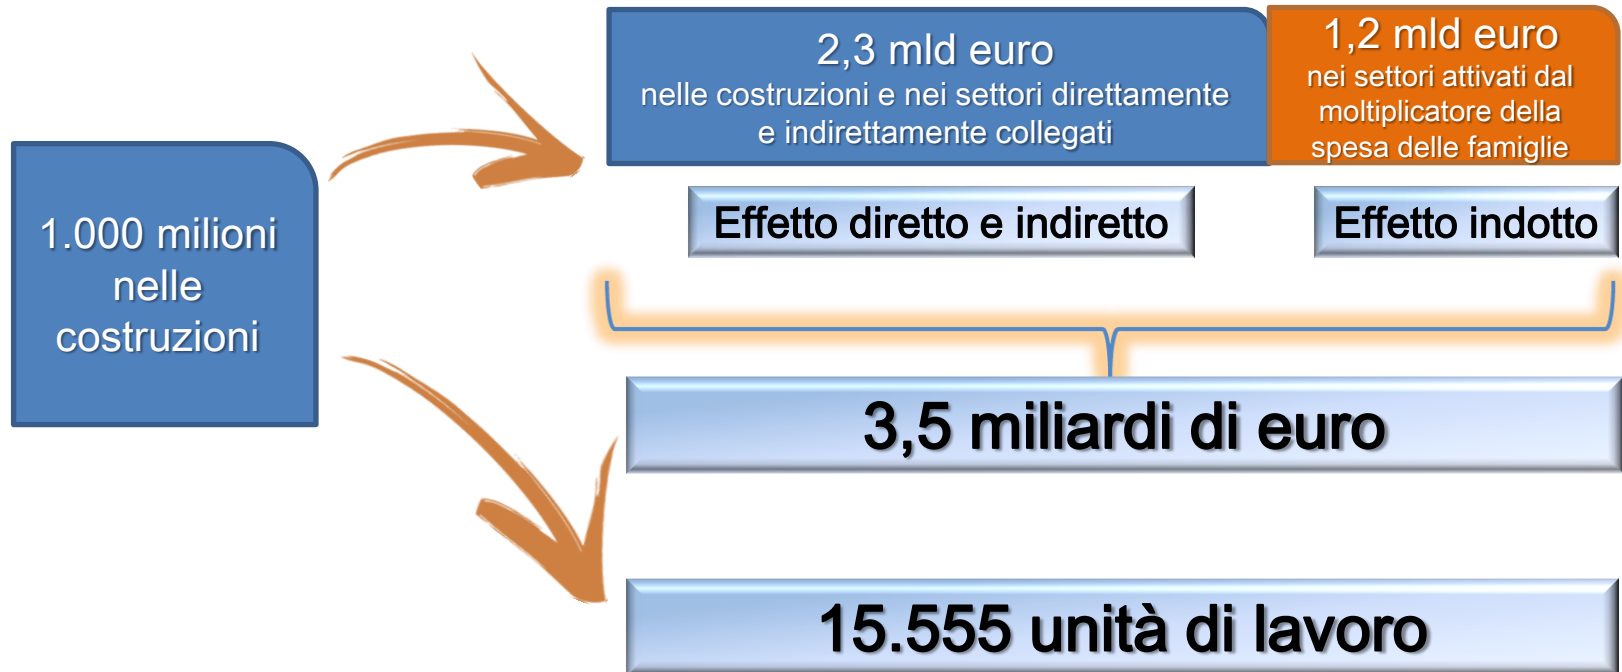 1.000 milioni
nelle
costruzioni
2,3 mld euro
nelle costruzioni e nei settori direttamente
e indirettamente collegati
1,2 mld euro
nei settori attivati dal
moltiplicatore della
spesa delle famiglie
Effetto diretto e indiretto
Effetto indotto
3,5 miliardi di euro
15.555 unità di lavoro